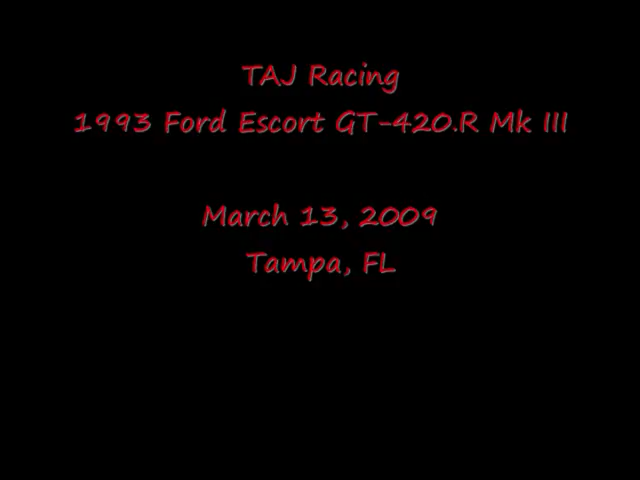 TAJ Racing
1993 Ford Escort GT-420.R Mk III
March 13, 2009
Tampa, FL